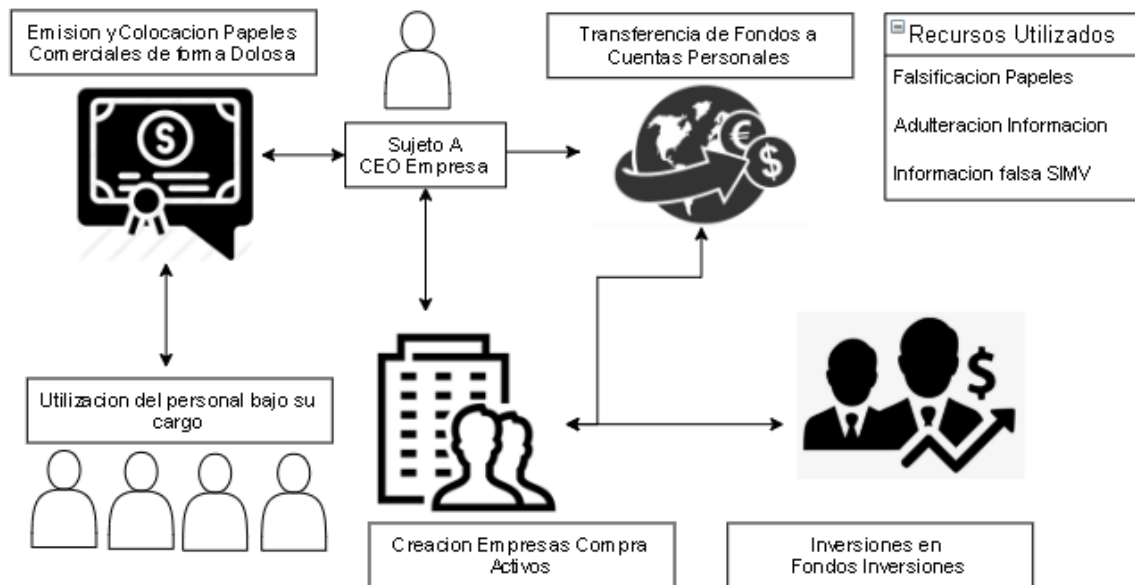 Emision y Colocacion Papeles
Comerciales de forma Dolosa
Transferencia de Fondos a
Cuentas Personales
Recursos Utilizados
Falsificacion Papeles
Adulteracion Informacion
Informacion falsa SIMV
$
Sujeto A
CEO Empresa
€
$
Utilizacion del personal bajo su
cargo
$
Creacion Empresas Compra
Activos
Inversiones en
Fondos Inversiones